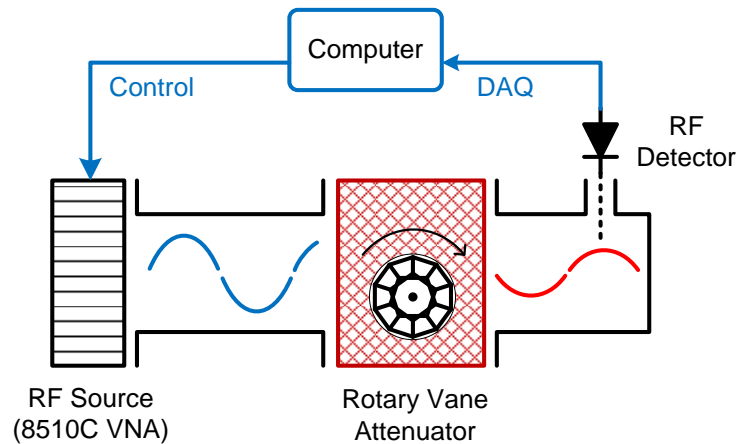 Computer
Control
DAQ
RF
Detector
RF Source
(8510C VNA)
Rotary Vane
Attenuator